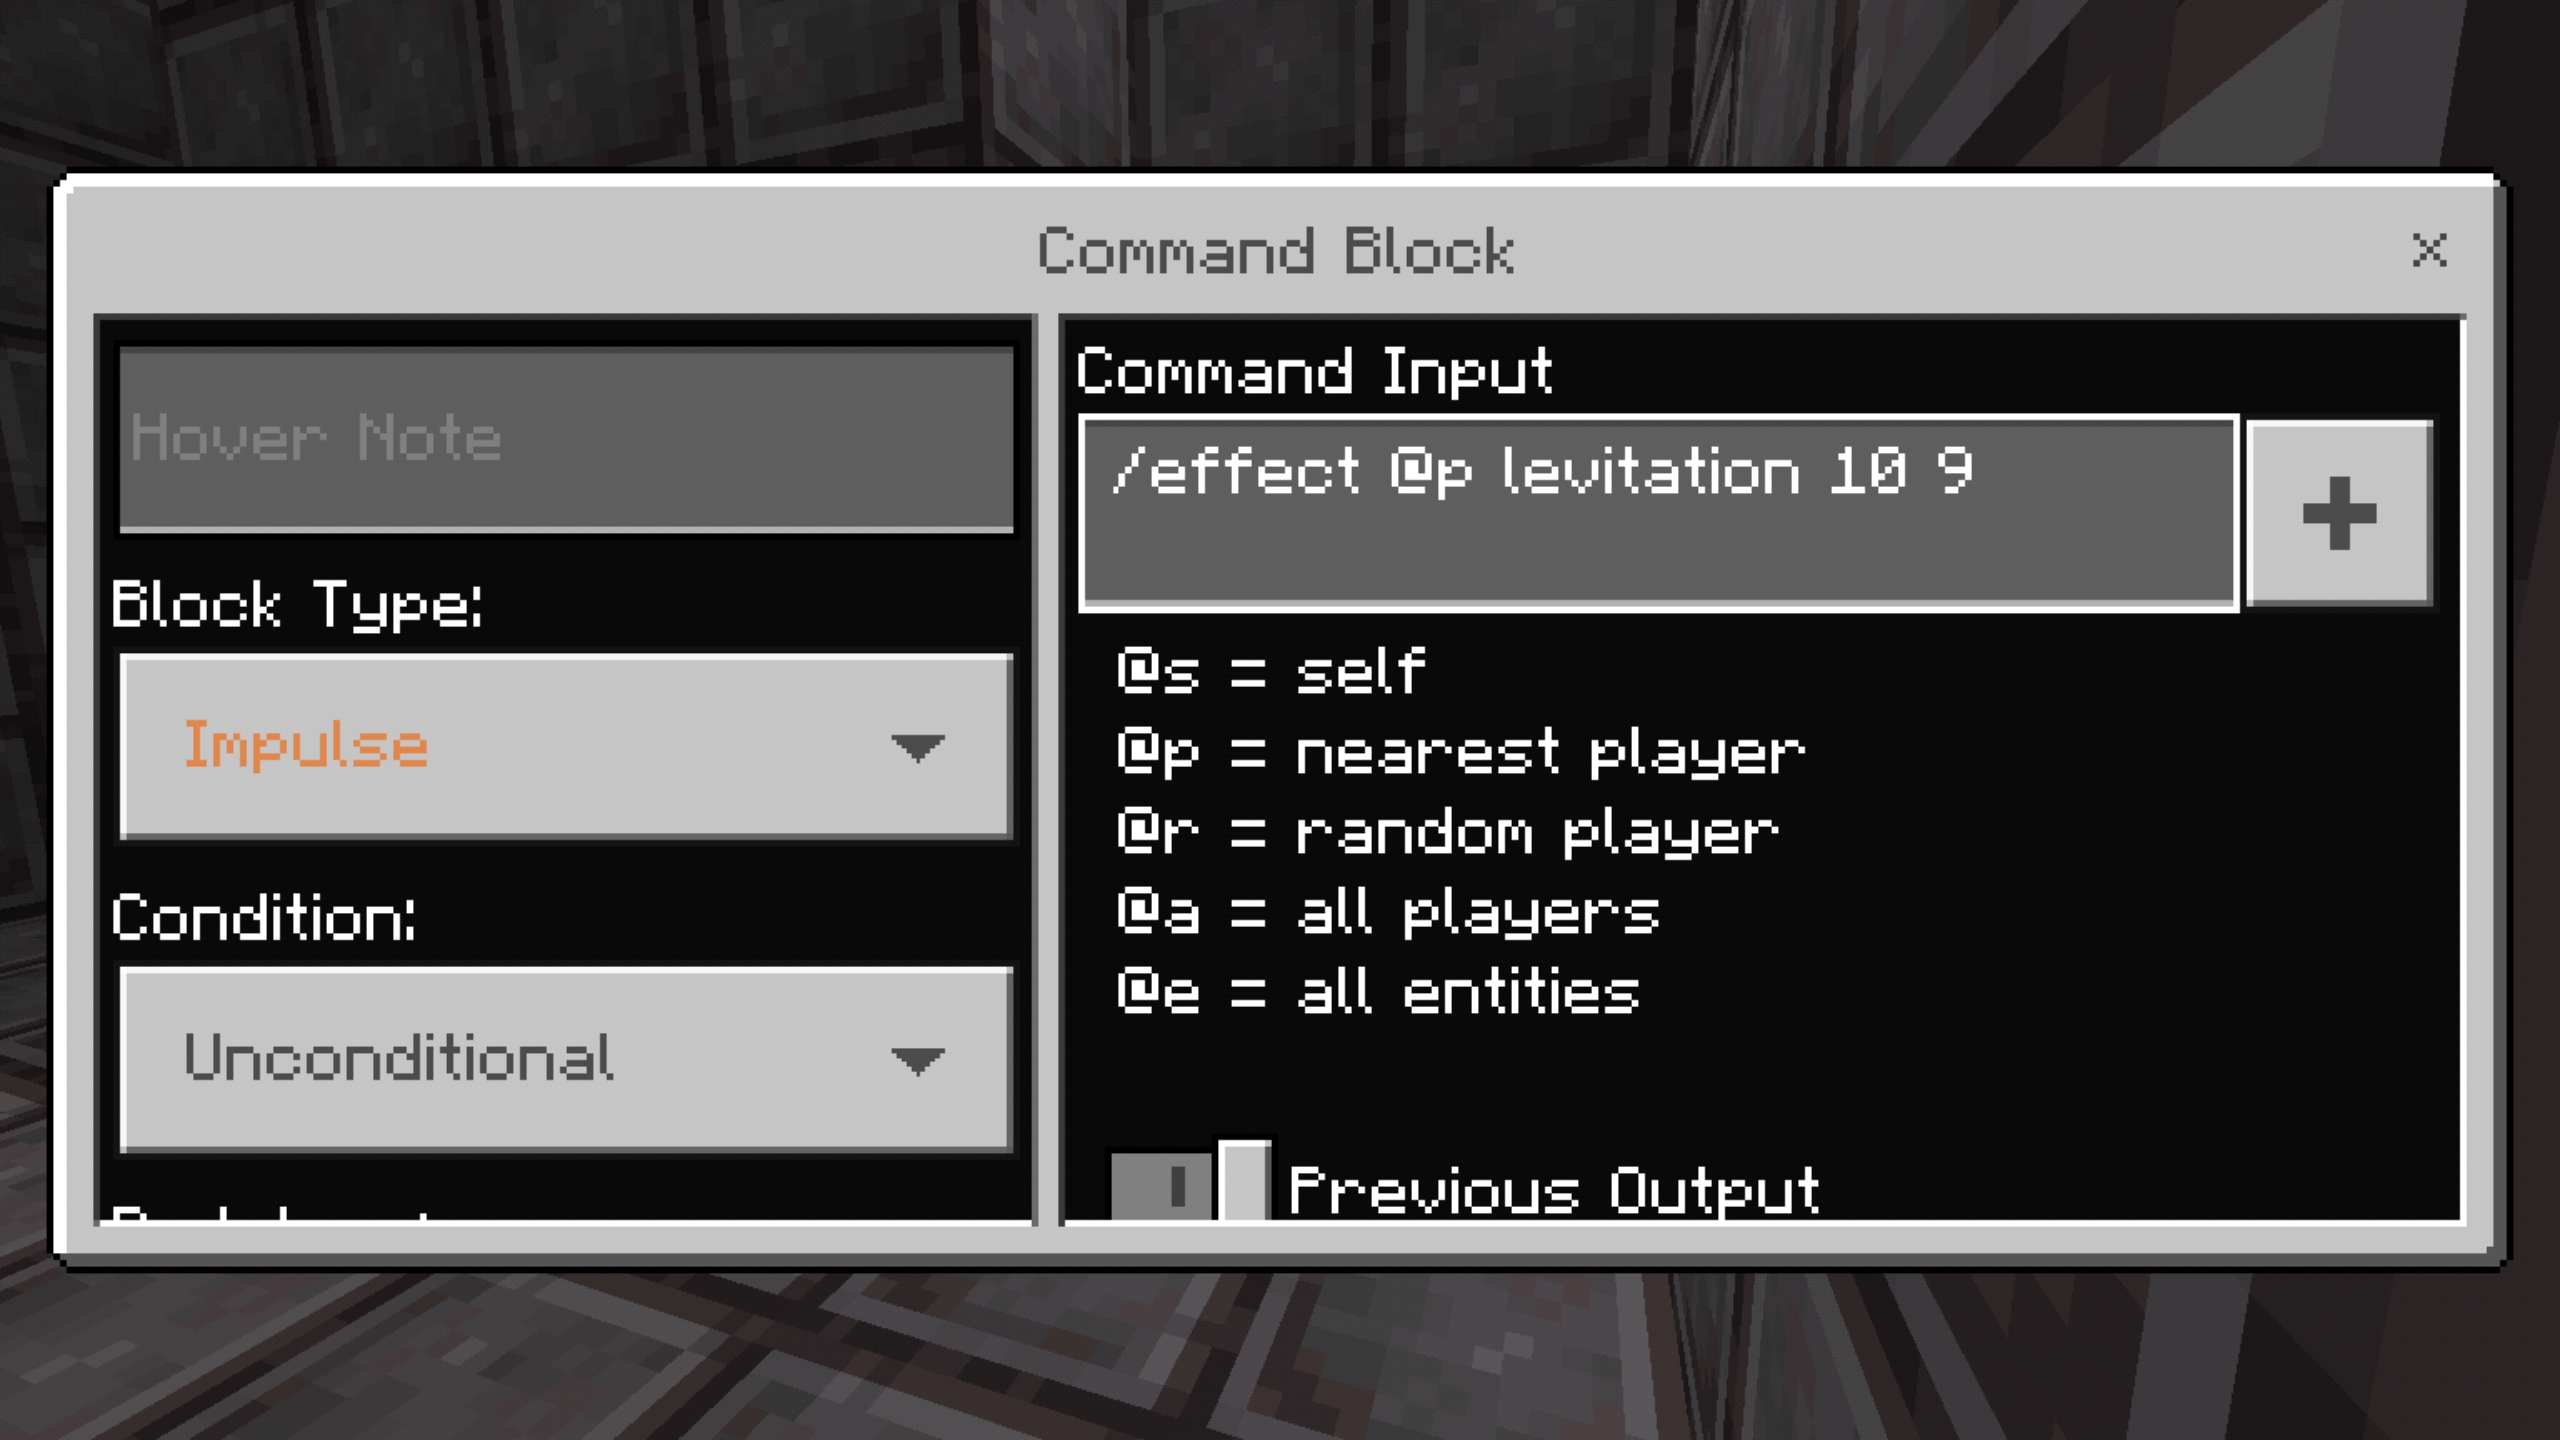 Command Block
Hover Note
Block Type:
Impulse
Condition:
Unconditional
Command Input
/effect @p levitation 10 9
@s = self
@p = nearest player
@r = random player
@a = all players
@e = all entities
Previous Output